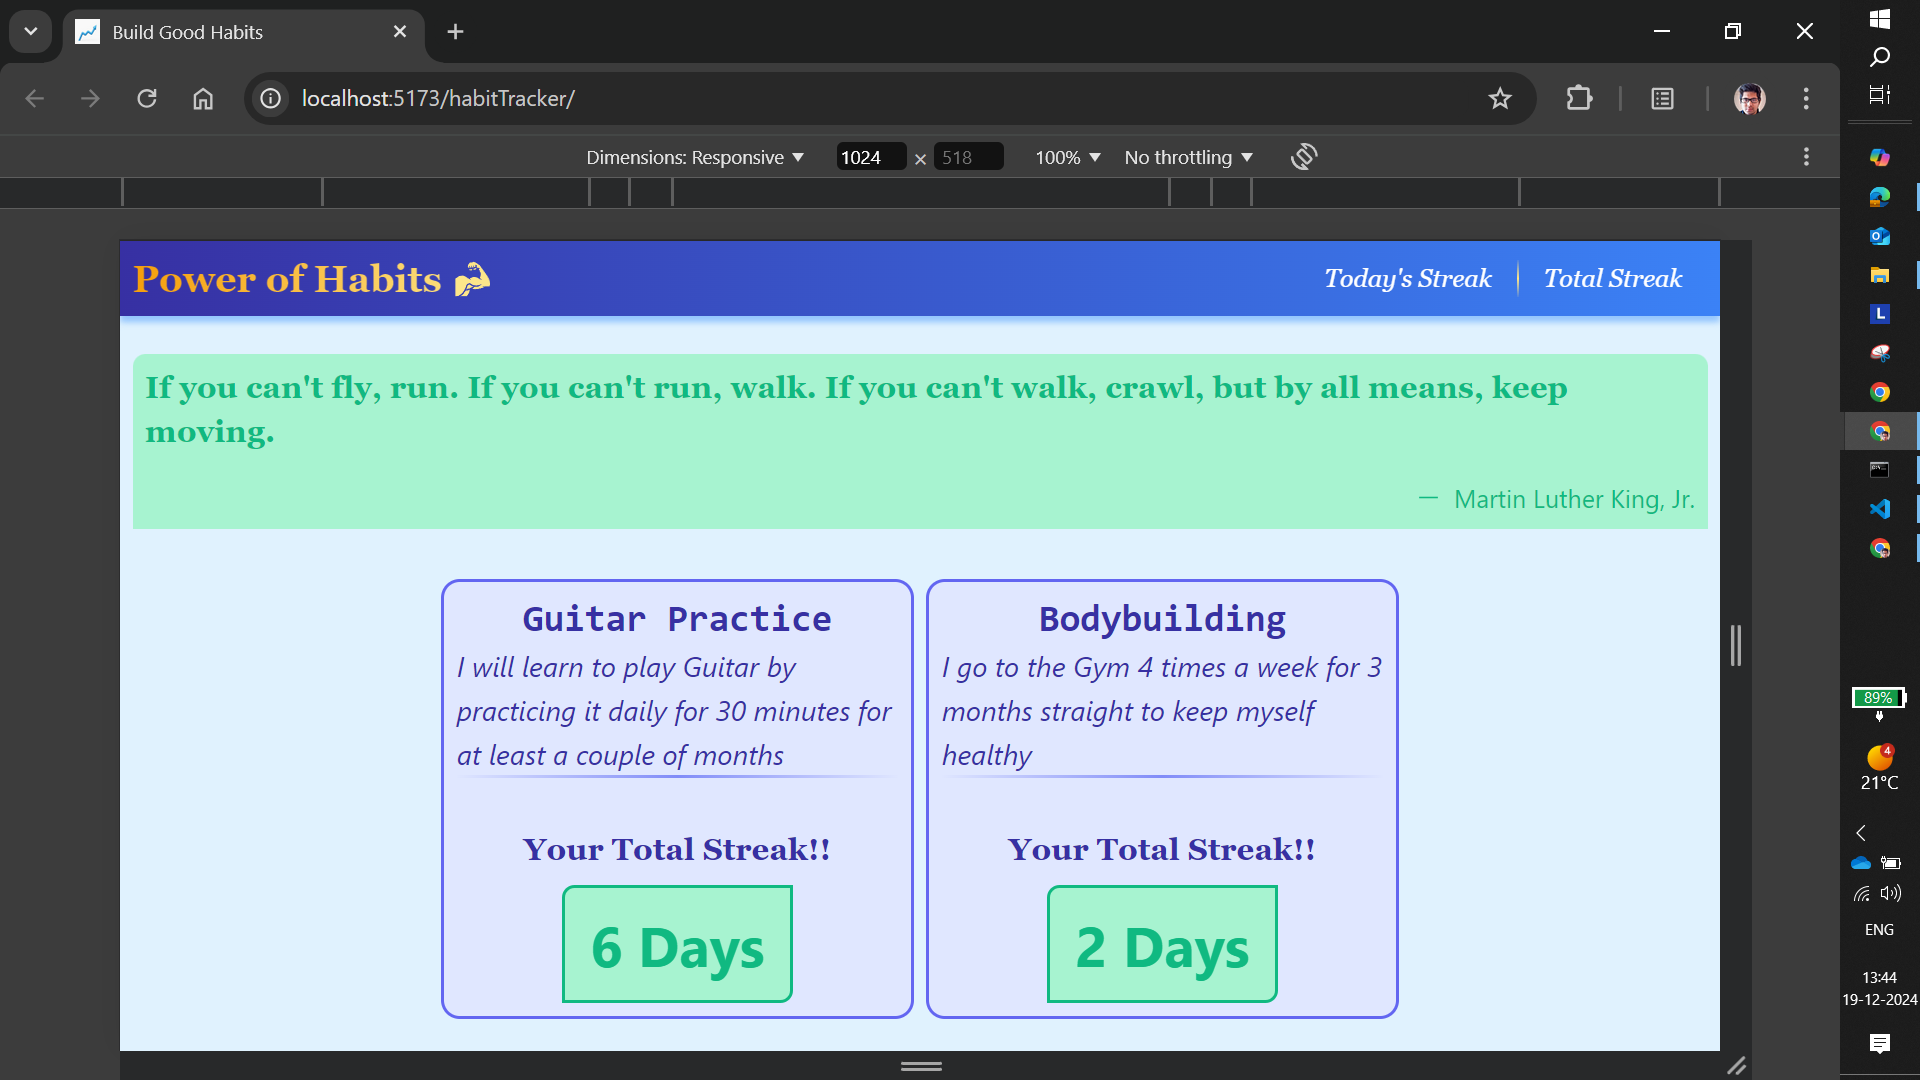 Build Good Habits
localhost:5173/habitTracker/
Dimensions: Responsive 1024 × 518 100% No throttling
Power of Habits
Today's Streak
Total Streak
If you can't fly, run. If you can't run, walk. If you can't walk, crawl, but by all means, keep
moving.
— Martin Luther King, Jr.
Guitar Practice
I will learn to play Guitar by
practicing it daily for 30 minutes for
at least a couple of months
Your Total Streak!!
6 Days
Bodybuilding
I go to the Gym 4 times a week for 3
months straight to keep myself
healthy
Your Total Streak!!
2 Days
L
89%
4
21°C
ENG
13:44
19-12-2024